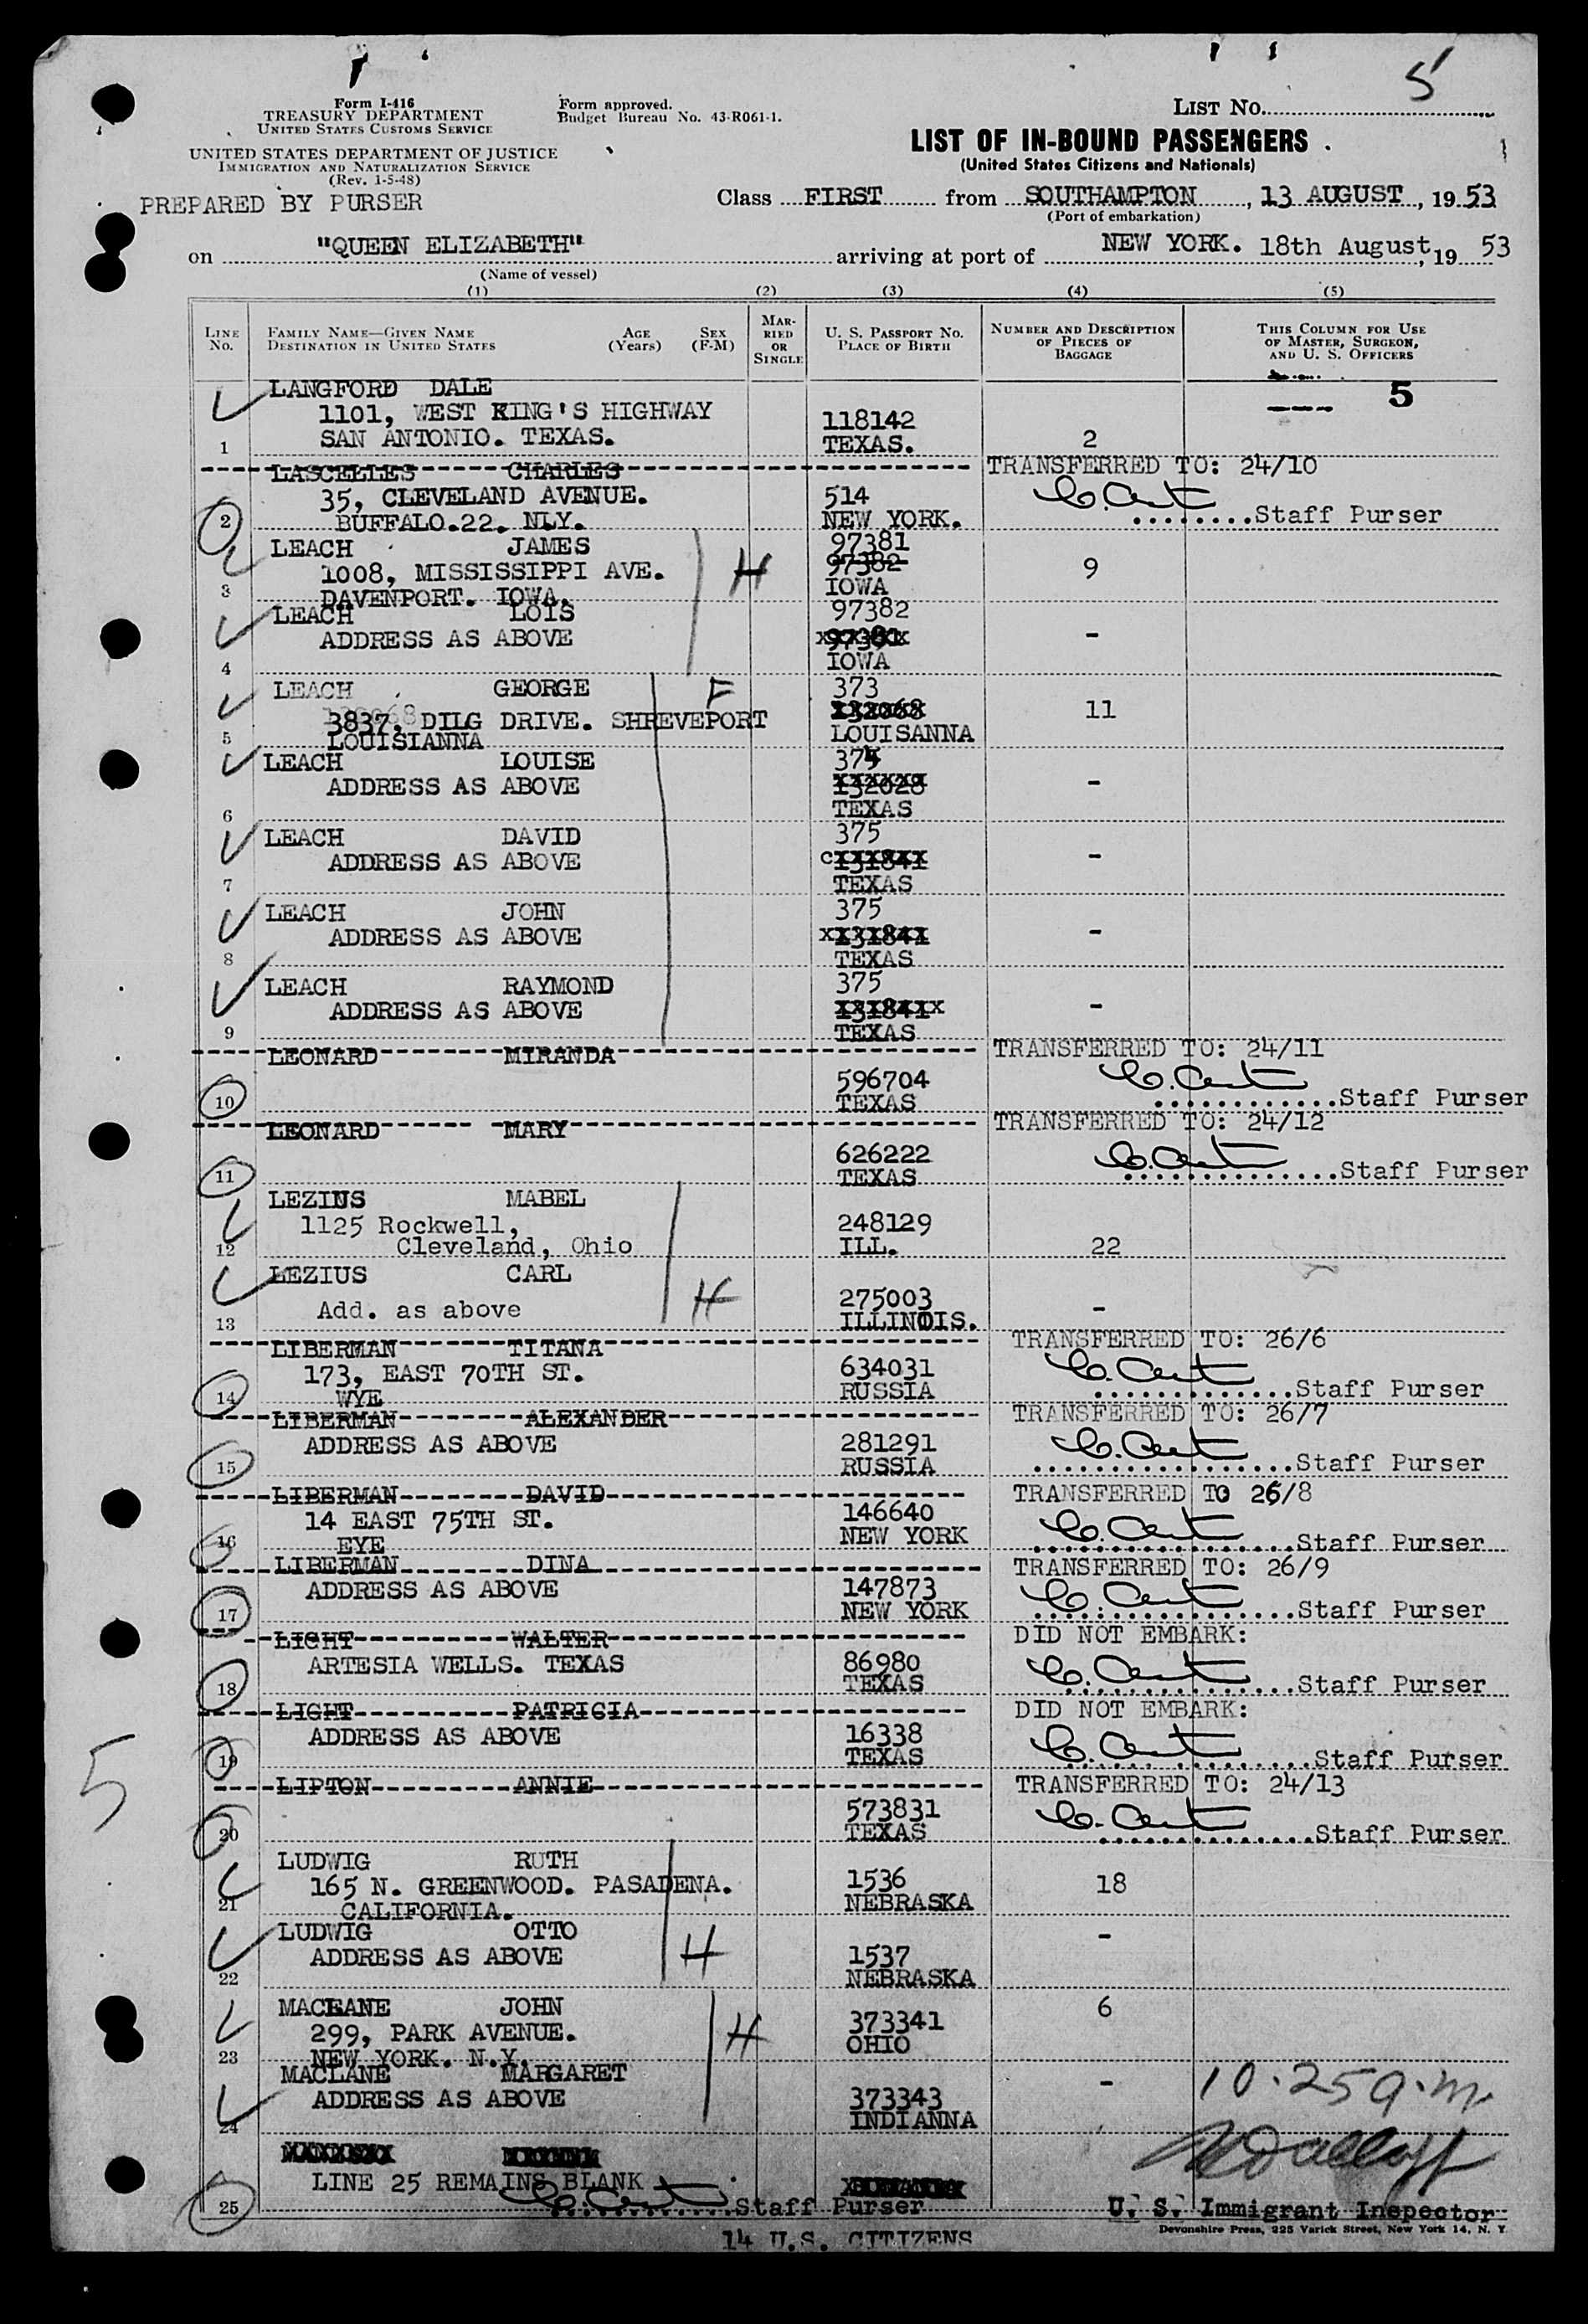 5
Form I-416
TREASURY DEPARTMENT
UNITED STATES CUSTOMS SERVICE
Form approved.
Budget Bureau No. 43-R061-1.
LIST NO.
UNITED STATES DEPARTMENT OF JUSTICE
IMMIGRATION AND NATURALIZATION SERVICE
(Rev. 1-5-48)
LIST OF IN-BOUND PASSENGERS
(United States Citizens and Nationals)
PREPARED BY PURSER
Class FIRST from SOUTHAMPTON, 13 AUGUST, 1953
(Port of embarkation)
on "QUEEN ELIZABETH" arriving at port of NEW YORK. 18th August, 19 53
(Name of vessel)
(1) (2) (3) (4) (5)
LINE NO. FAMILY NAME—GIVEN NAME DESTINATION IN UNITED STATES AGE (Years) SEX (F-M) MARRIED OR SINGLE U. S. PASSPORT NO. PLACE OF BIRTH NUMBER AND DESCRIPTION OF PIECES OF BAGGAGE THIS COLUMN FOR USE OF MASTER, SURGEON, AND U. S. OFFICERS
5
LANGFORD DALE
1101, WEST KING'S HIGHWAY 118142
1 SAN ANTONIO. TEXAS. TEXAS. 2
LASCELLES CHARLES TRANSFERRED TO: 24/10
35, CLEVELAND AVENUE. 514
2 BUFFALO.22. N.Y. NEW YORK. Staff Purser
LEACH JAMES 97381
1008, MISSISSIPPI AVE. H 97382 9
3 DAVENPORT. IOWA. IOWA
LEACH LOIS 97382
ADDRESS AS ABOVE 97381 -
4 IOWA
LEACH GEORGE F 373
3837, DILG DRIVE. SHREVEPORT 132068 11
5 LOUISIANNA LOUISANNA
LEACH LOUISE 374
ADDRESS AS ABOVE 132028 -
6 TEXAS
LEACH DAVID 375
ADDRESS AS ABOVE 131841 -
7 TEXAS
LEACH JOHN 375
ADDRESS AS ABOVE 131841 -
8 TEXAS
LEACH RAYMOND 375
ADDRESS AS ABOVE 131841 -
9 TEXAS
LEONARD MIRANDA TRANSFERRED TO: 24/11
596704
10 TEXAS Staff Purser
LEONARD MARY TRANSFERRED TO: 24/12
626222 Staff Purser
11 TEXAS
LEZIUS MABEL
1125 Rockwell, 248129
12 Cleveland, Ohio ILL. 22
LEZIUS CARL
Add. as above H 275003 -
13 ILLINOIS.
LIBERMAN TITANA TRANSFERRED TO: 26/6
173, EAST 70TH ST. 634031
14 WYE RUSSIA Staff Purser
LIBERMAN ALEXANDER TRANSFERRED TO: 26/7
ADDRESS AS ABOVE 281291
15 RUSSIA Staff Purser
LIBERMAN DAVID TRANSFERRED TO 26/8
14 EAST 75TH ST. 146640
16 EYE NEW YORK Staff Purser
LIBERMAN DINA TRANSFERRED TO: 26/9
ADDRESS AS ABOVE 147873
17 NEW YORK Staff Purser
LIGHT WALTER DID NOT EMBARK:
ARTESIA WELLS. TEXAS 86980
18 TEXAS Staff Purser
LIGHT PATRICIA DID NOT EMBARK:
ADDRESS AS ABOVE 16338
19 TEXAS Staff Purser
5
LIPTON ANNIE TRANSFERRED TO: 24/13
573831
20 TEXAS Staff Purser
LUDWIG RUTH
165 N. GREENWOOD. PASADENA. 1536 18
21 CALIFORNIA. NEBRASKA
LUDWIG OTTO -
ADDRESS AS ABOVE H 1537
22 NEBRASKA
MACLANE JOHN 6
299, PARK AVENUE. H 373341
23 NEW YORK. N.Y. OHIO
MACLANE MARGARET -
ADDRESS AS ABOVE 373343
24 INDIANNA
10.25 a.m.
LINE 25 REMAINS BLANK
25 Staff Purser
U. S. Immigrant Inspector
Devonshire Press, 225 Varick Street, New York 14, N. Y.
14 U.S. CITIZENS